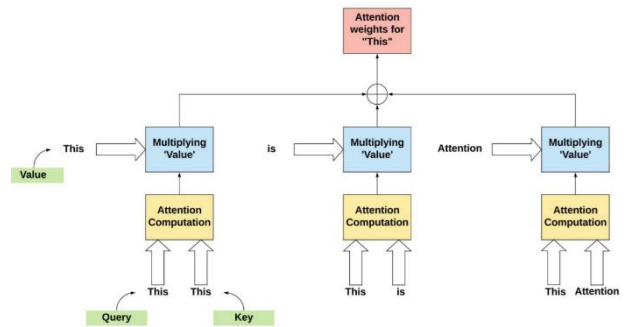 Attention
weights for
"This"
This
Multiplying
'Value'
is
Multiplying
'Value'
Attention
Multiplying
'Value'
Value
Attention
Computation
Attention
Computation
Attention
Computation
This
This
This
is
This
Attention
Query
Key